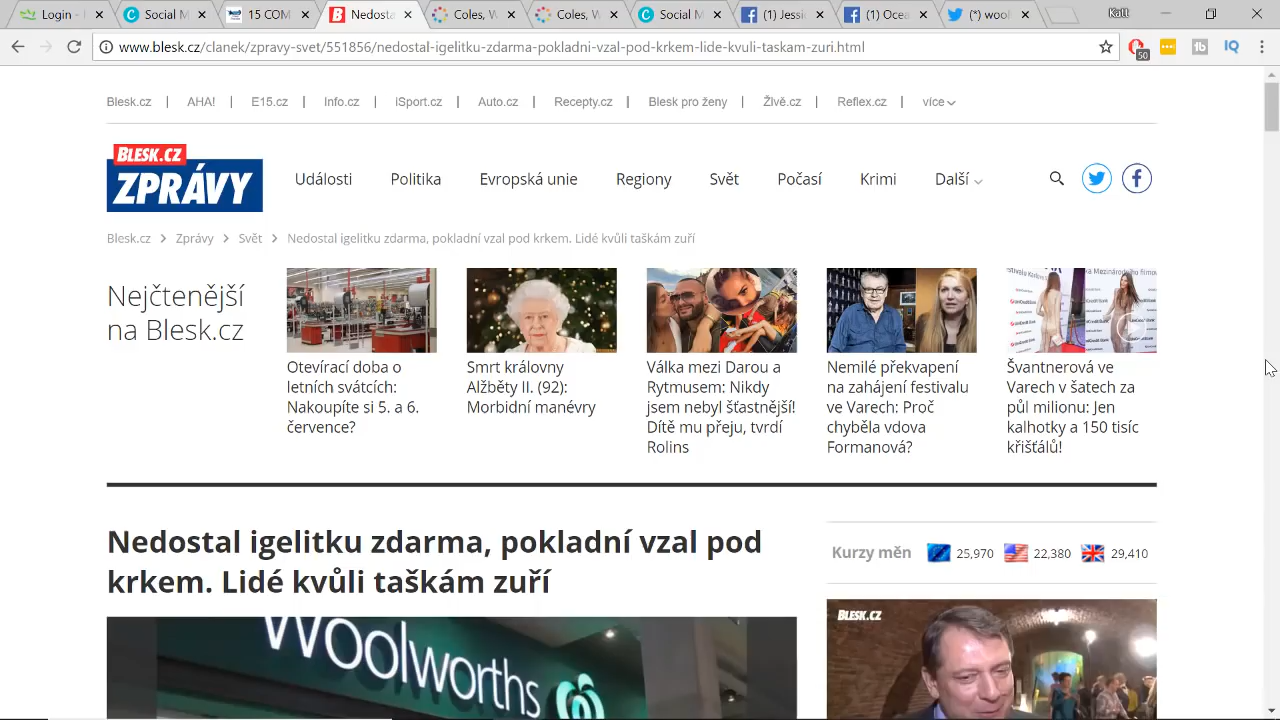 Login - S
Social M
15 Com
Nedosta
Coles, W
Coles, W
Social M
(1) Jessic
(1) Ocea
(1) woolw
Katt
www.blesk.cz/clanek/zpravy-svet/551856/nedostal-igelitku-zdarma-pokladni-vzal-pod-krkem-lide-kvuli-taskam-zuri.html
50
IQ
Blesk.cz | AHA! | E15.cz | Info.cz | iSport.cz | Auto.cz | Recepty.cz | Blesk pro ženy | Živě.cz | Reflex.cz | více
BLESK.CZ
ZPRÁVY
Události Politika Evropská unie Regiony Svět Počasí Krimi Další
Blesk.cz > Zprávy > Svět > Nedostal igelitku zdarma, pokladní vzal pod krkem. Lidé kvůli taškám zuří
Nejčtenější
na Blesk.cz
Otevírací doba o
letních svátcích:
Nakoupíte si 5. a 6.
července?
Smrt královny
Alžběty II. (92):
Morbidní manévry
Válka mezi Darou a
Rytmusem: Nikdy
jsem nebyl šťastnější!
Dítě mu přeju, tvrdí
Rolins
Nemilé překvapení
na zahájení festivalu
ve Varech: Proč
chyběla vdova
Formanová?
Švantnerová ve
Varech v šatech za
půl milionu: Jen
kalhotky a 150 tisíc
křišťálů!
Nedostal igelitku zdarma, pokladní vzal pod
krkem. Lidé kvůli taškám zuří
Kurzy měn 25,970 22,380 29,410
Woolworths
BLESK.CZ